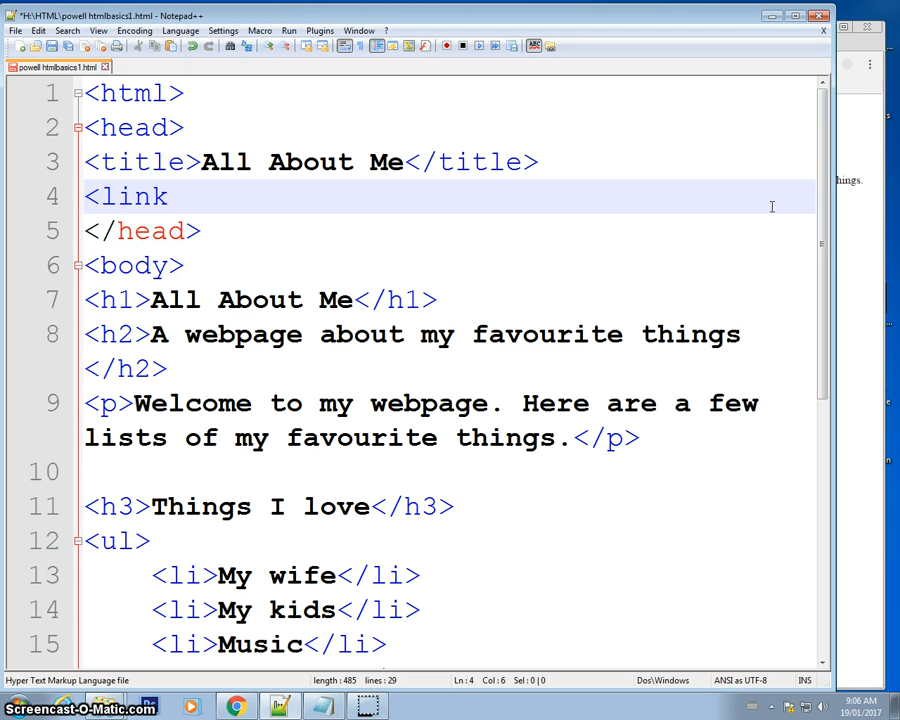 *H:\HTML\powell htmlbasics1.html - Notepad++
File Edit Search View Encoding Language Settings Macro Run Plugins Window ? X
powell htmlbasics1.html
1 <html>
2 <head>
3 <title>All About Me</title>
4 <link
hings.
5 </head>
6 <body>
7 <h1>All About Me</h1>
8 <h2>A webpage about my favourite things
</h2>
9 <p>Welcome to my webpage. Here are a few
lists of my favourite things.</p>
10
11 <h3>Things I love</h3>
12 <ul>
13 <li>My wife</li>
14 <li>My kids</li>
15 <li>Music</li>
Hyper Text Markup Language file length : 485 lines : 29 Ln : 4 Col : 6 Sel : 0 | 0 Dos\Windows ANSI as UTF-8 INS
Screencast-O-Matic.com
9:06 AM
19/01/2017